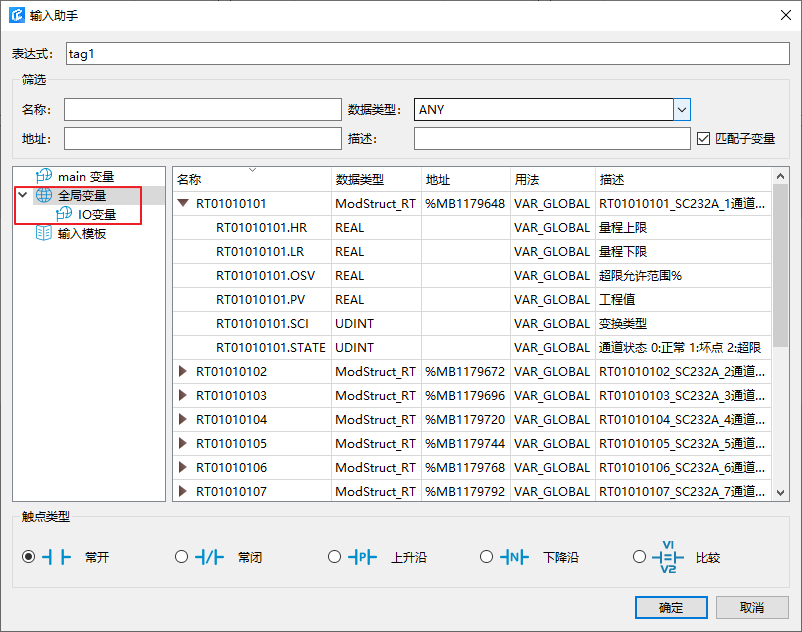 输入助手
表达式: tag1
筛选
名称: 数据类型: ANY
地址: 描述: 匹配子变量
main 变量
全局变量
IO变量
输入模板
名称 数据类型 地址 用法 描述
RT01010101 ModStruct_RT %MB1179648 VAR_GLOBAL RT01010101_SC232A_1通道...
RT01010101.HR REAL VAR_GLOBAL 量程上限
RT01010101.LR REAL VAR_GLOBAL 量程下限
RT01010101.OSV REAL VAR_GLOBAL 超限允许范围%
RT01010101.PV REAL VAR_GLOBAL 工程值
RT01010101.SCI UDINT VAR_GLOBAL 变换类型
RT01010101.STATE UDINT VAR_GLOBAL 通道状态 0:正常 1:坏点 2:超限
RT01010102 ModStruct_RT %MB1179672 VAR_GLOBAL RT01010102_SC232A_2通道...
RT01010103 ModStruct_RT %MB1179696 VAR_GLOBAL RT01010103_SC232A_3通道...
RT01010104 ModStruct_RT %MB1179720 VAR_GLOBAL RT01010104_SC232A_4通道...
RT01010105 ModStruct_RT %MB1179744 VAR_GLOBAL RT01010105_SC232A_5通道...
RT01010106 ModStruct_RT %MB1179768 VAR_GLOBAL RT01010106_SC232A_6通道...
RT01010107 ModStruct_RT %MB1179792 VAR_GLOBAL RT01010107_SC232A_7通道...
触点类型
常开 常闭 P 上升沿 N 下降沿 V1 V2 比较
确定 取消